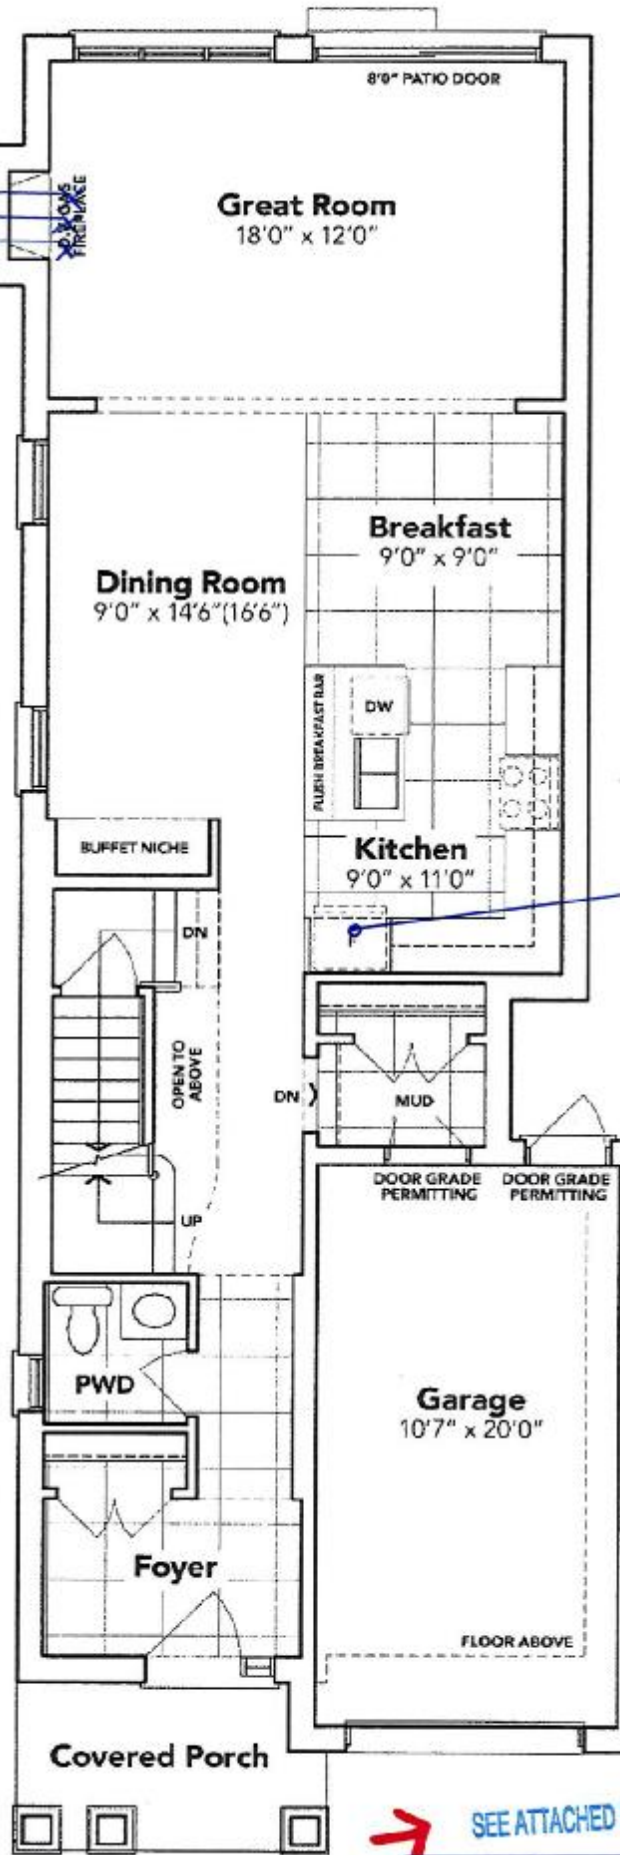 8'0" PATIO DOOR
GAS
FIREPLACE
Great Room
18'0" x 12'0"
Breakfast
9'0" x 9'0"
Dining Room
9'0" x 14'6"(16'6")
FLUSH BREAKFAST BAR
DW
Kitchen
9'0" x 11'0"
BUFFET NICHE
F
DN
OPEN TO
ABOVE
DN
MUD
DOOR GRADE
PERMITTING
DOOR GRADE
PERMITTING
UP
PWD
Garage
10'7" x 20'0"
Foyer
FLOOR ABOVE
Covered Porch
SEE ATTACHED